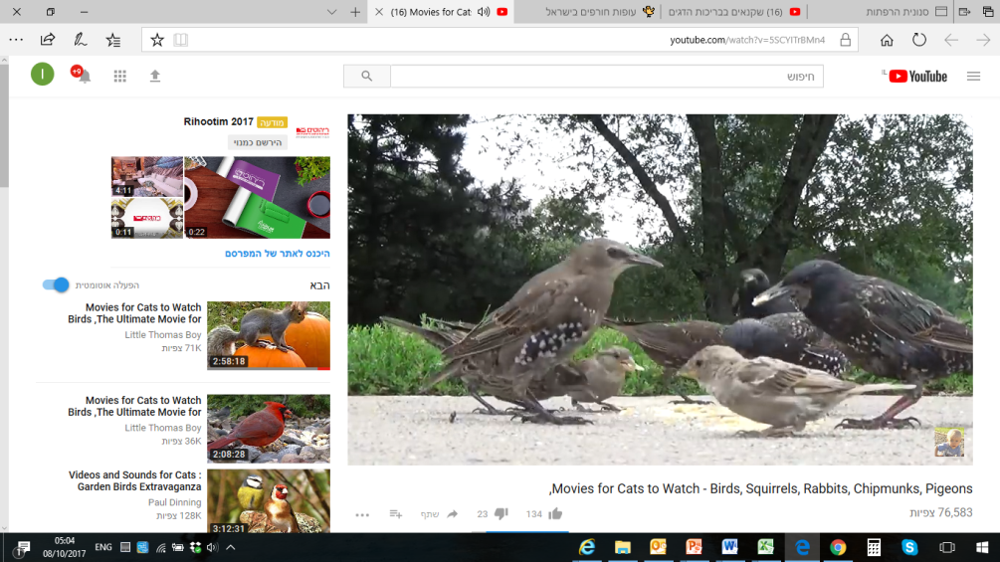 סנונית הרפתות
(16) שקנאים בבריכות הדגים
עופות חורפים בישראל
(16) Movies for Cat:
youtube.com/watch?v=5SCYITrBMn4
YouTube IL
חיפוש
+9
I
Rihootim 2017 מודעה
הירשם כמנוי
4:11
0:11
0:22
היכנס לאתר של המפרסם
הבא
הפעלה אוטומטית
Movies for Cats to Watch
Birds ,The Ultimate Movie for
Little Thomas Boy
71K צפיות
2:58:18
Movies for Cats to Watch
Birds ,The Ultimate Movie for
Little Thomas Boy
36K צפיות
2:08:28
Videos and Sounds for Cats :
Garden Birds Extravaganza
Paul Dinning
128K צפיות
3:12:31
,Movies for Cats to Watch - Birds, Squirrels, Rabbits, Chipmunks, Pigeons
76,583 צפיות
134
23
שתף
05:04
08/10/2017
ENG
1